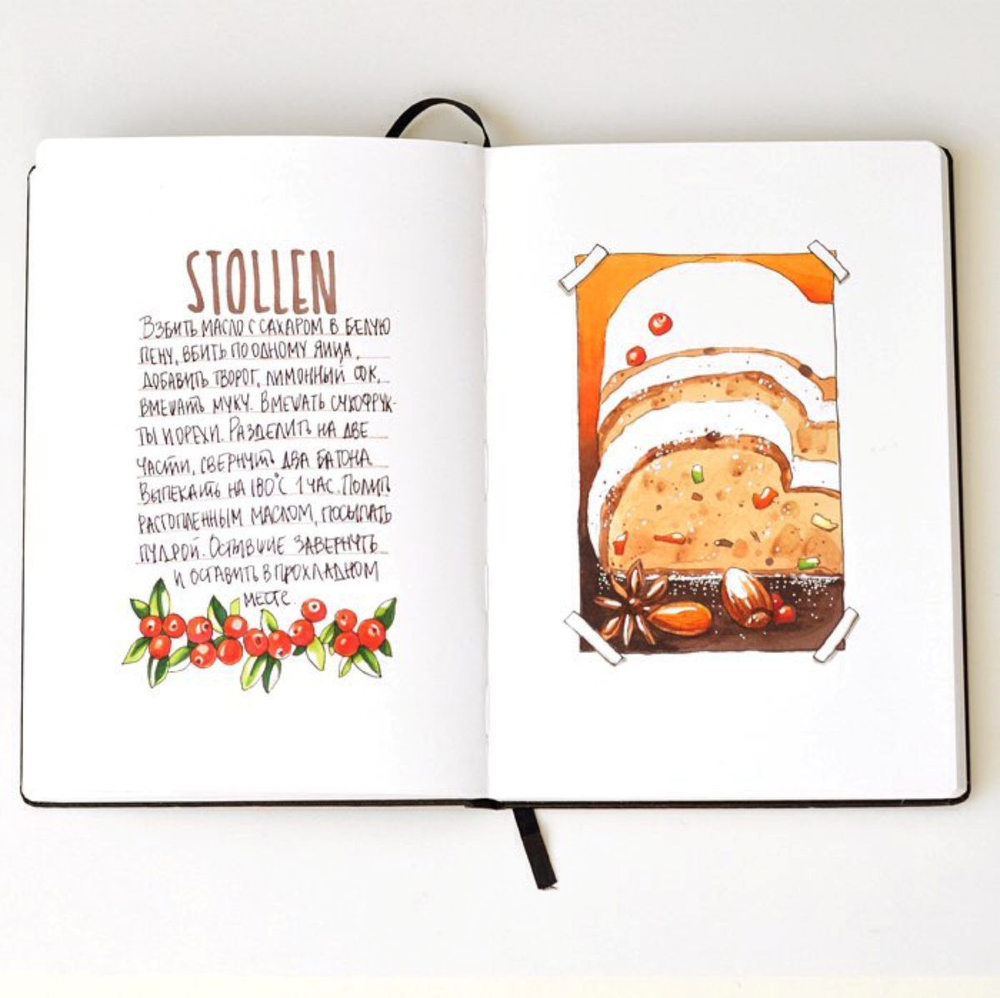 STOLLEN
Взбить масло с сахаром в белую
пену, вбить по одному яйца,
добавить творог, лимонный сок,
вмешать муку. Вмешать сухофрук-
ты и орехи. Разделить на две
части, свернуть два батона
Выпекать на 180°С 1 час. Полить
растопленным маслом, посыпать
пудрой. Остывшие завернуть
и оставить в прохладном
месте.